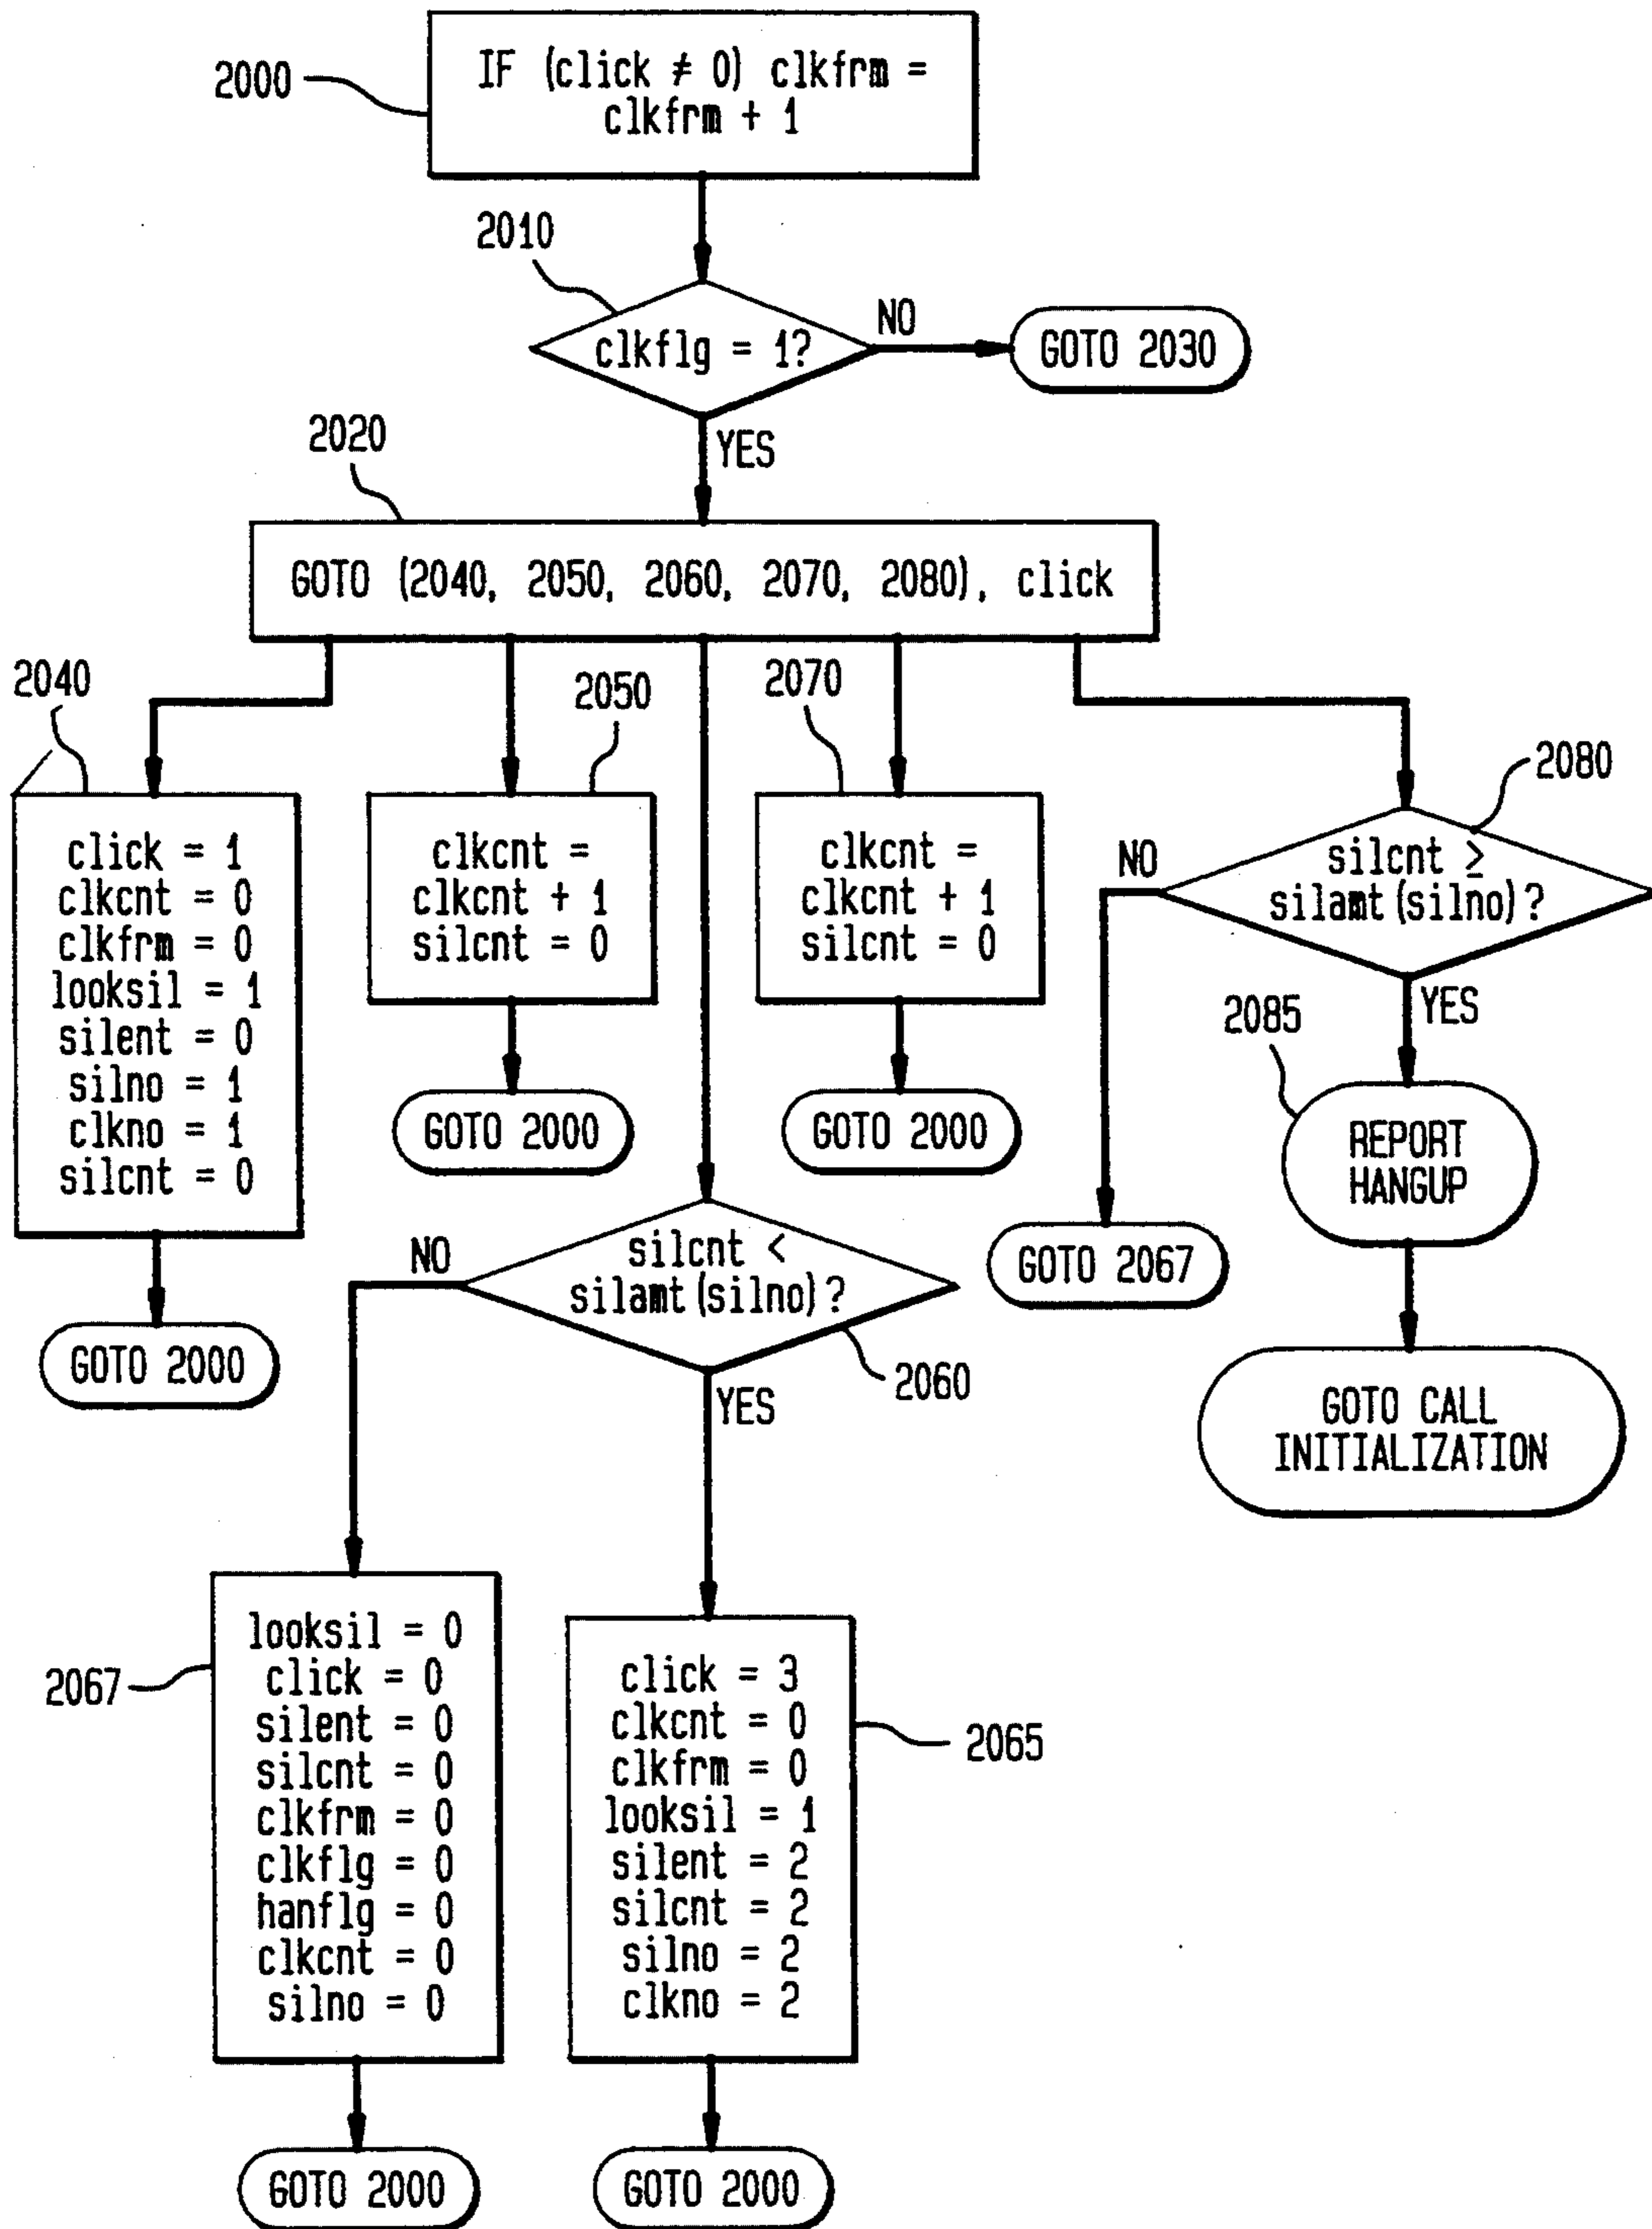 2000
IF (click ≠ 0) clkfrm =
clkfrm + 1
2010
clkflg = 1?
NO
GOTO 2030
YES
2020
GOTO (2040, 2050, 2060, 2070, 2080), click
2040
click = 1
clkcnt = 0
clkfrm = 0
looksil = 1
silent = 0
silno = 1
clkno = 1
silcnt = 0
GOTO 2000
2050
clkcnt =
clkcnt + 1
silcnt = 0
GOTO 2000
2070
clkcnt =
clkcnt + 1
silcnt = 0
GOTO 2000
2080
silcnt ≥
silamt (silno) ?
NO
GOTO 2067
YES
2085
REPORT
HANGUP
GOTO CALL
INITIALIZATION
silcnt <
silamt (silno) ?
2060
NO
YES
2067
looksil = 0
click = 0
silent = 0
silcnt = 0
clkfrm = 0
clkflg = 0
hanflg = 0
clkcnt = 0
silno = 0
GOTO 2000
click = 3
clkcnt = 0
clkfrm = 0
looksil = 1
silent = 2
silcnt = 2
silno = 2
clkno = 2
2065
GOTO 2000